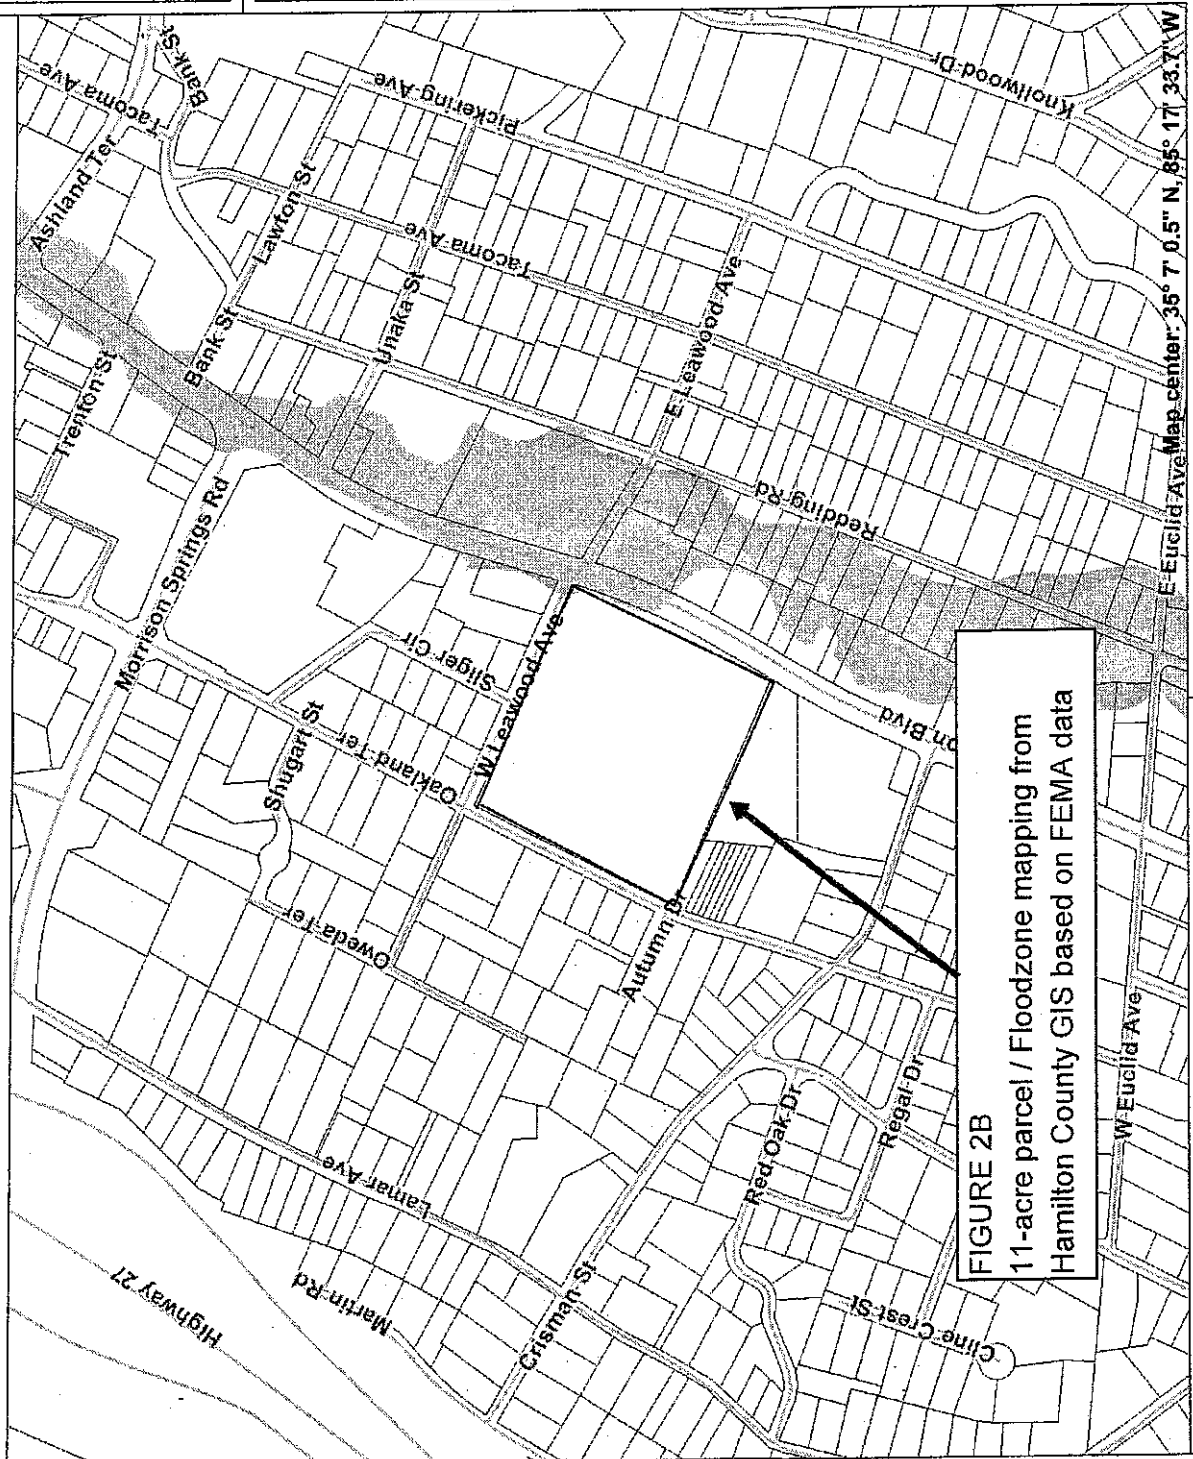 Ashland Ter
Tacoma Ave
Bank St
Bank St
Trenton St
Bank St
Lawton St
Pickering Ave
Knollwood Dr
Morrison Springs Rd
Unaka St
Tacoma Ave
Shugart St
Oakland Ter
Sliger Cir
W Leawood Ave
E Leawood Ave
Redding Rd
Oweda Ter
Autumn Dr
on Blvd
Lamar Ave
Highway 27
Martin Rd
Crisman St
Red Oak Dr
Regal Dr
Cline Crest St
W Euclid Ave
E Euclid Ave
Map center: 35° 7' 0.5" N, 85° 17' 33.7" W
FIGURE 2B
11-acre parcel / Floodzone mapping from
Hamilton County GIS based on FEMA data